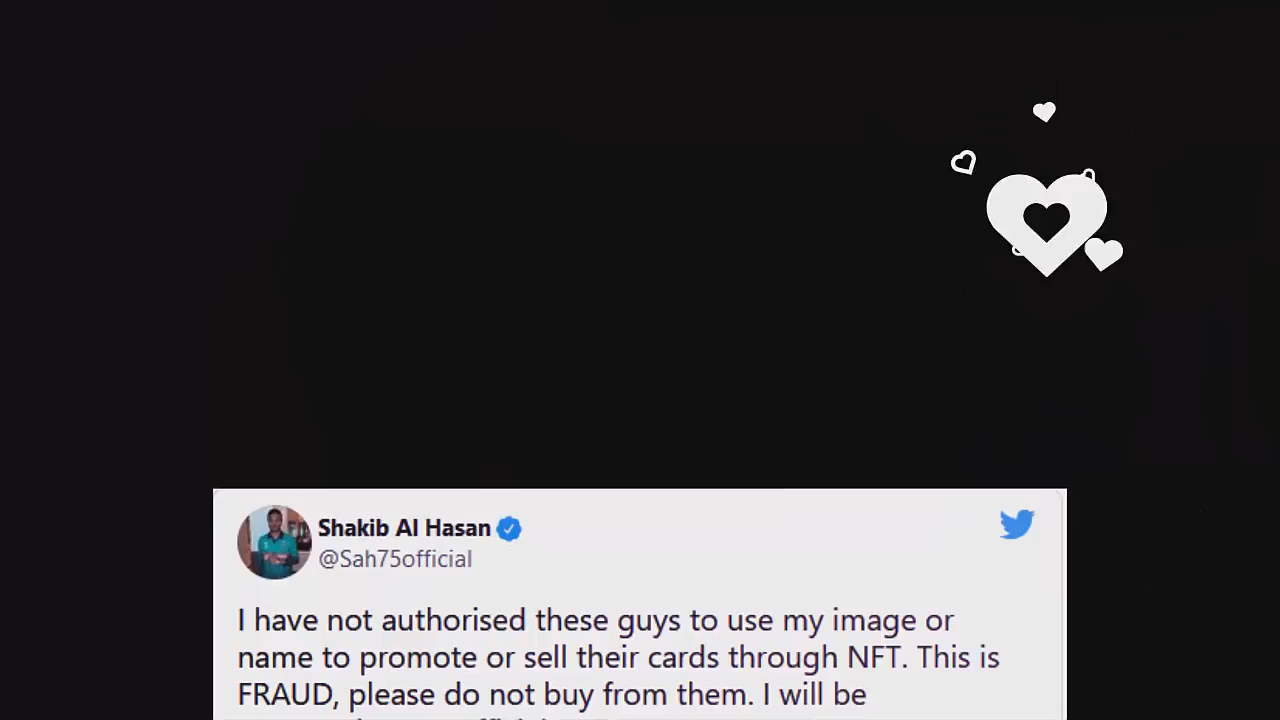 Shakib Al Hasan
@Sah75official
I have not authorised these guys to use my image or
name to promote or sell their cards through NFT. This is
FRAUD, please do not buy from them. I will be